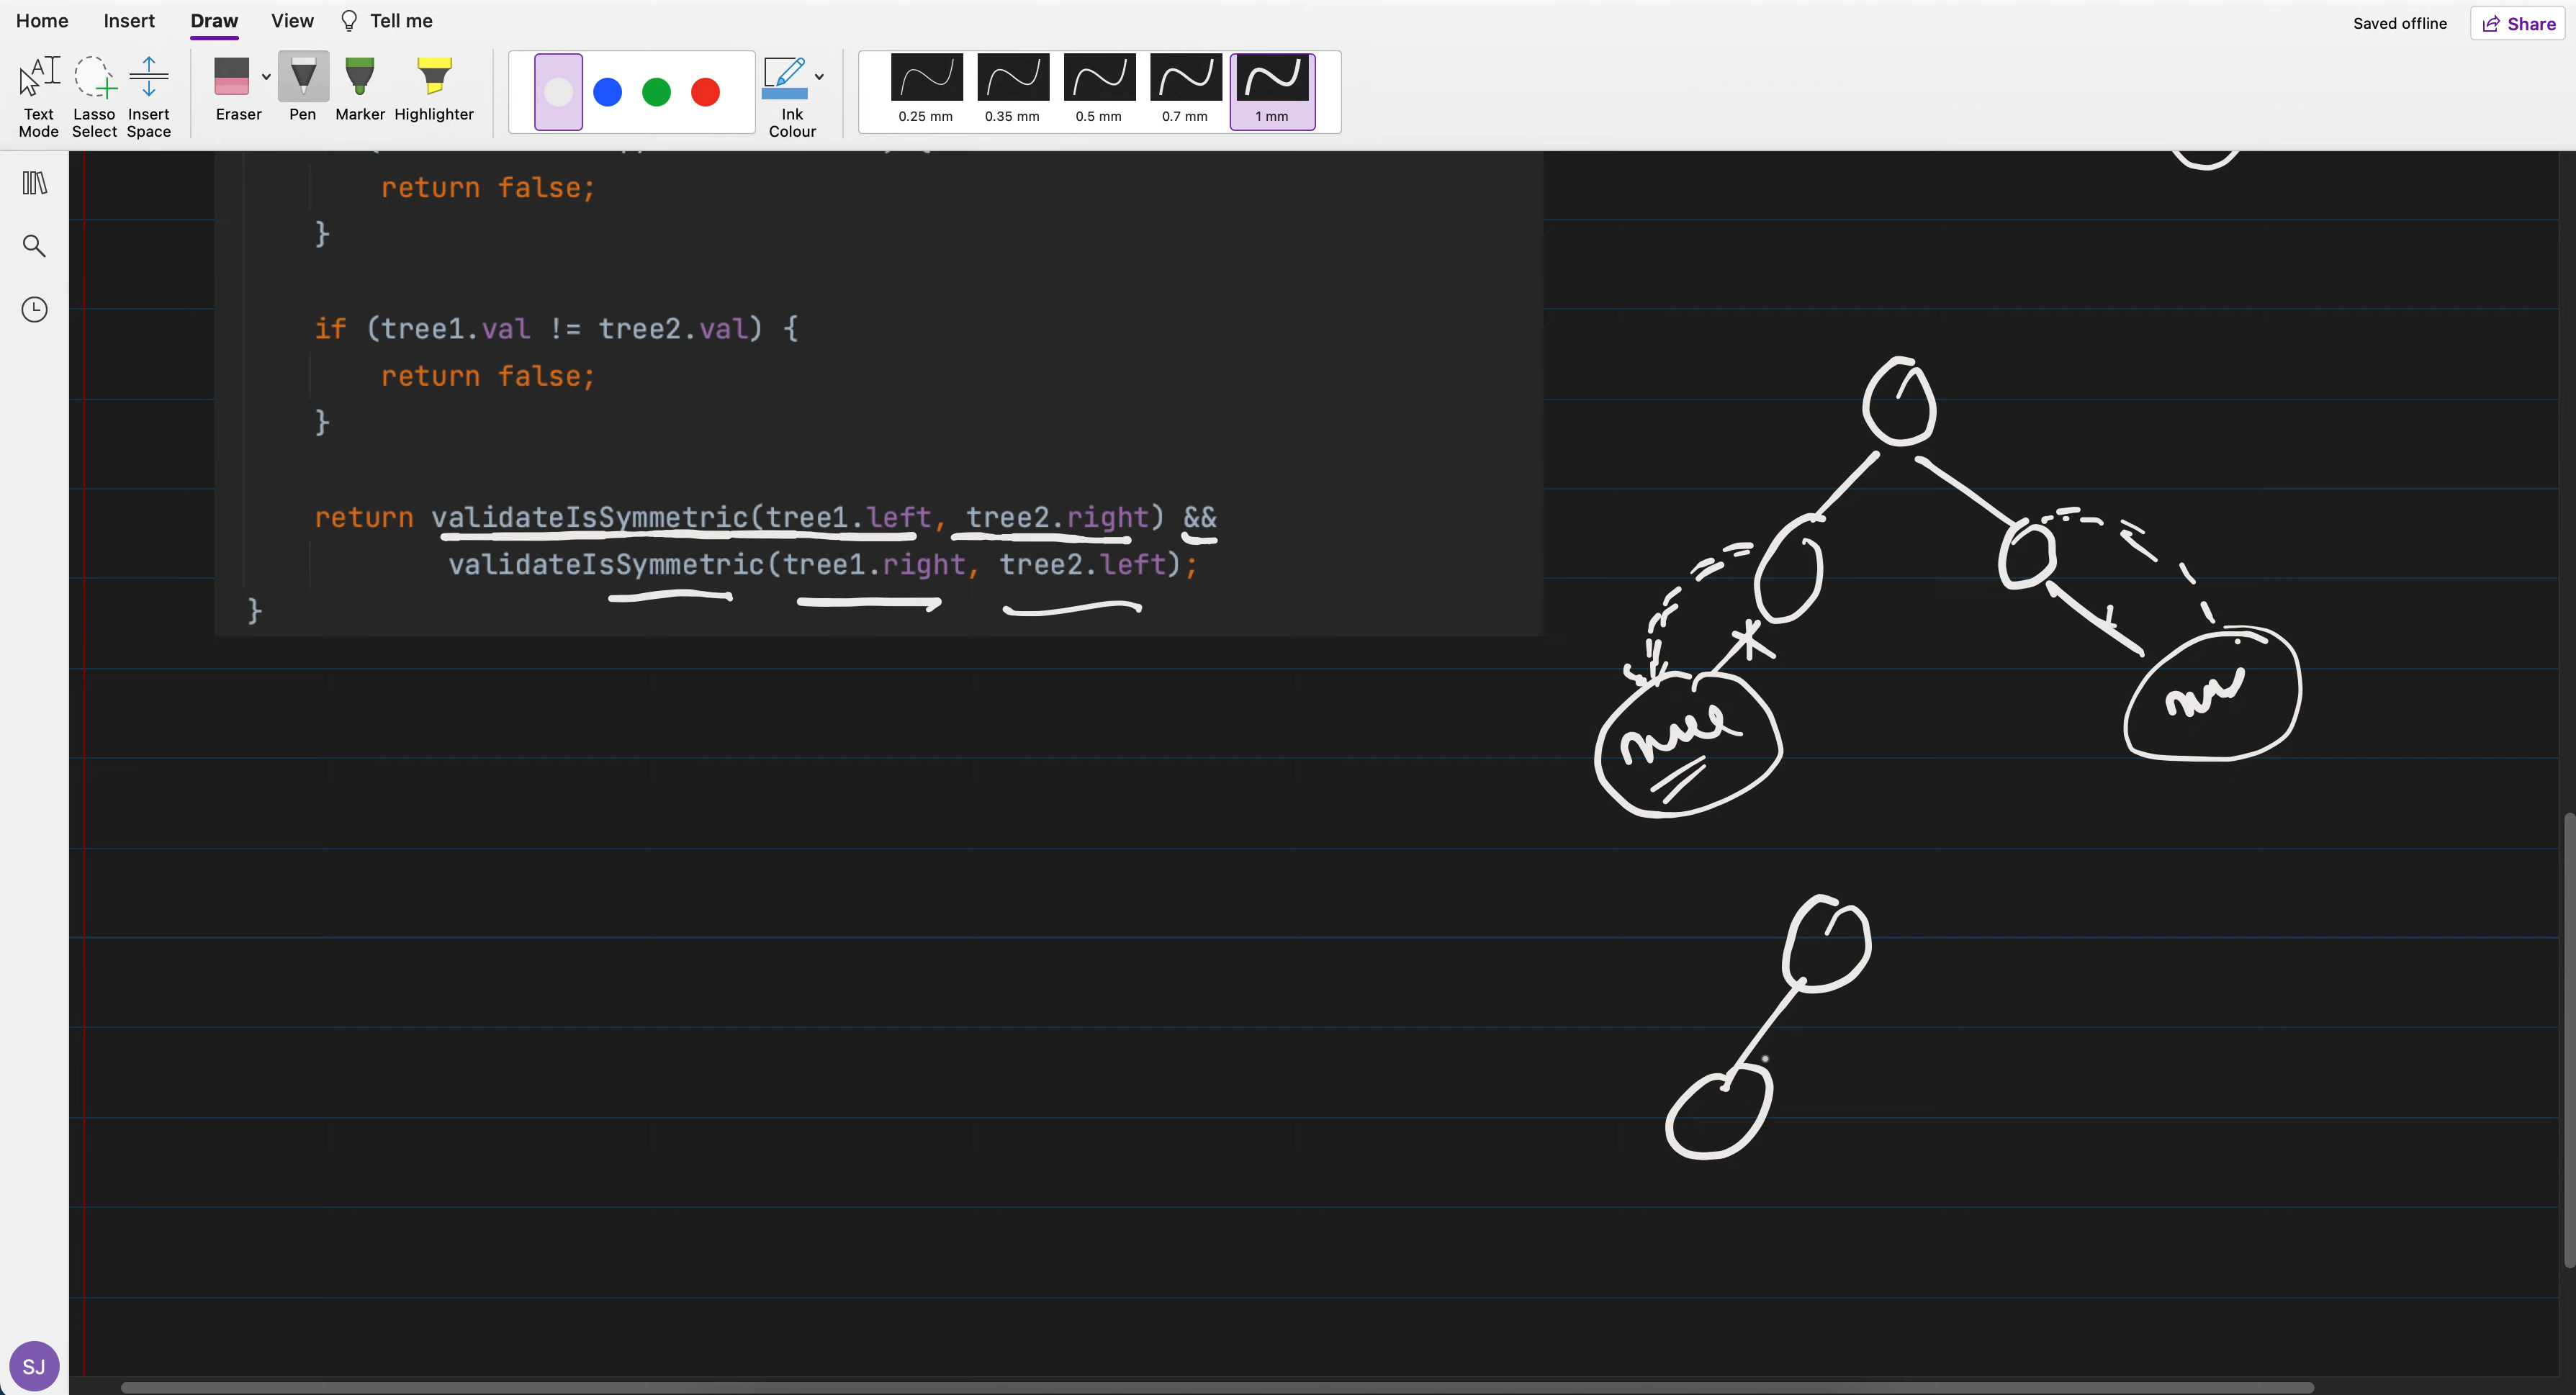 Home Insert Draw View Tell me
Saved offline Share
Text Mode
Lasso Select
Insert Space
Eraser
Pen
Marker
Highlighter
Ink Colour
0.25 mm
0.35 mm
0.5 mm
0.7 mm
1 mm
return false;
}
if (tree1.val != tree2.val) {
return false;
}
return validateIsSymmetric(tree1.left, tree2.right) &&
validateIsSymmetric(tree1.right, tree2.left);
}
null
SJ